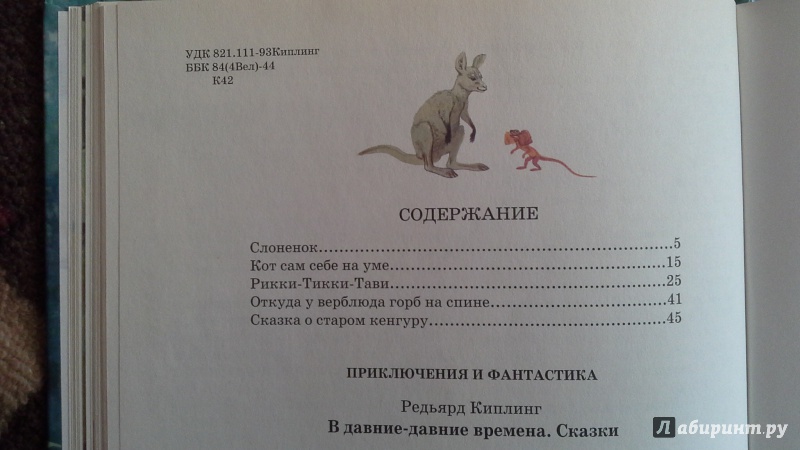 УДК 821.111-93Киплинг
ББК 84(4Вел)-44
К42
СОДЕРЖАНИЕ
Слоненок.....................................................................5
Кот сам себе на уме.....................................................15
Рикки-Тикки-Тави.....................................................25
Откуда у верблюда горб на спине.................................41
Сказка о старом кенгуру.............................................45
ПРИКЛЮЧЕНИЯ И ФАНТАСТИКА
Редьярд Киплинг
В давние-давние времена. Сказки
Лабиринт.ру